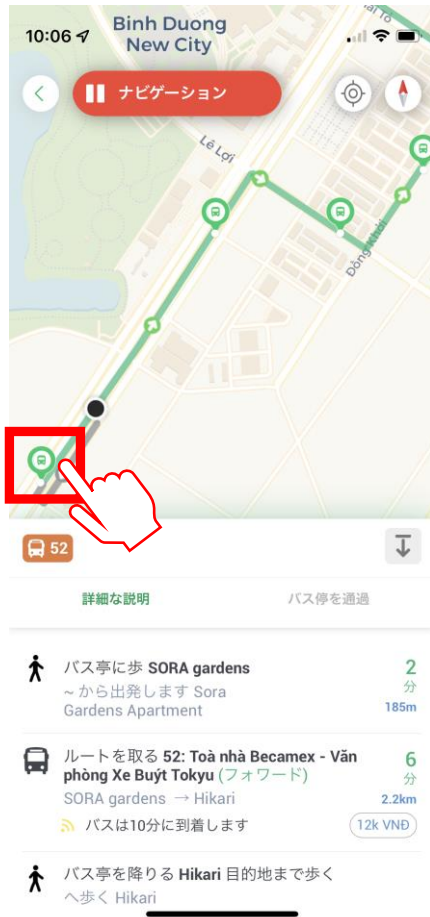 Binh Duong
10:06
New City
ナビゲーション
Lê Lợi
Đồng Khởi
52
詳細な説明
バス停を通過
バス亭に歩 SORA gardens
2
~ から出発します Sora
分
Gardens Apartment
185m
ルートを取る 52: Toà nhà Becamex - Văn
6
phòng Xe Buýt Tokyu (フォワード)
分
SORA gardens → Hikari
2.2km
バスは10分に到着します
12k VNĐ
バス亭を降りる Hikari 目的地まで歩く
へ歩く Hikari